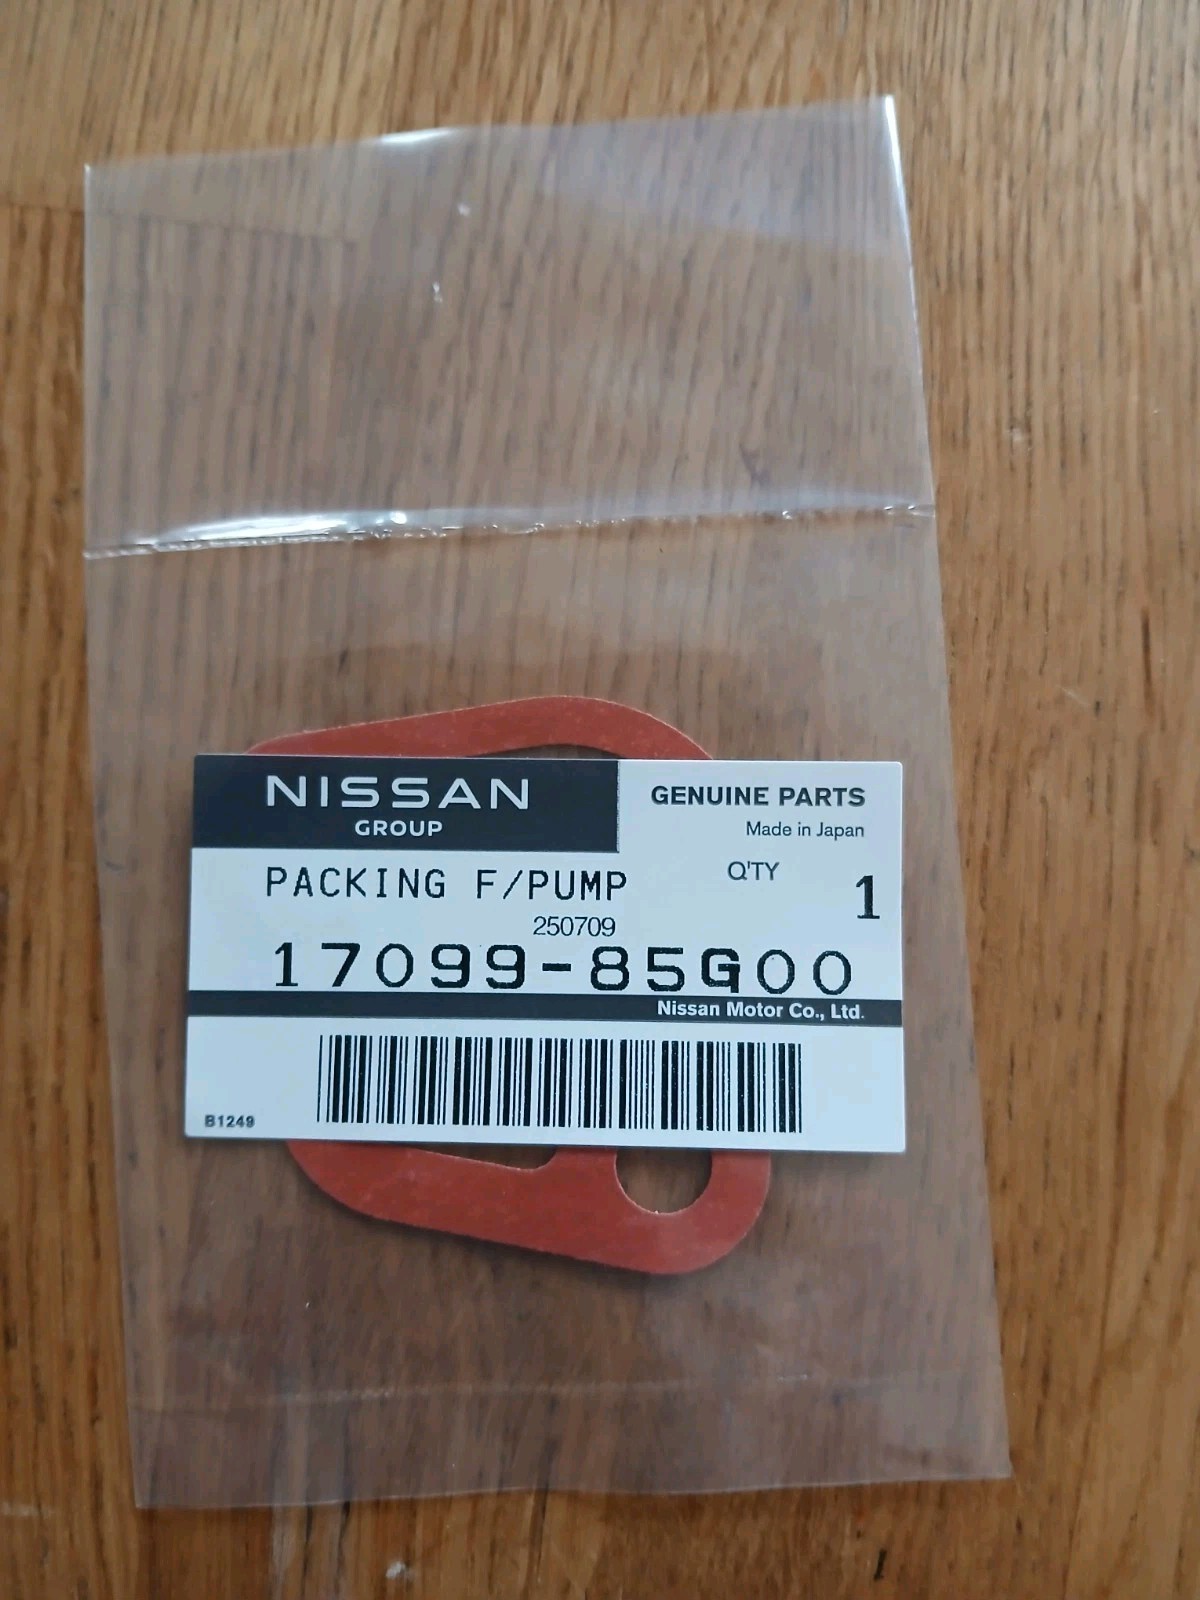 NISSAN
GROUP
GENUINE PARTS
Made in Japan
PACKING F/PUMP
Q'TY
1
250709
17099-85G00
Nissan Motor Co., Ltd.
B1249